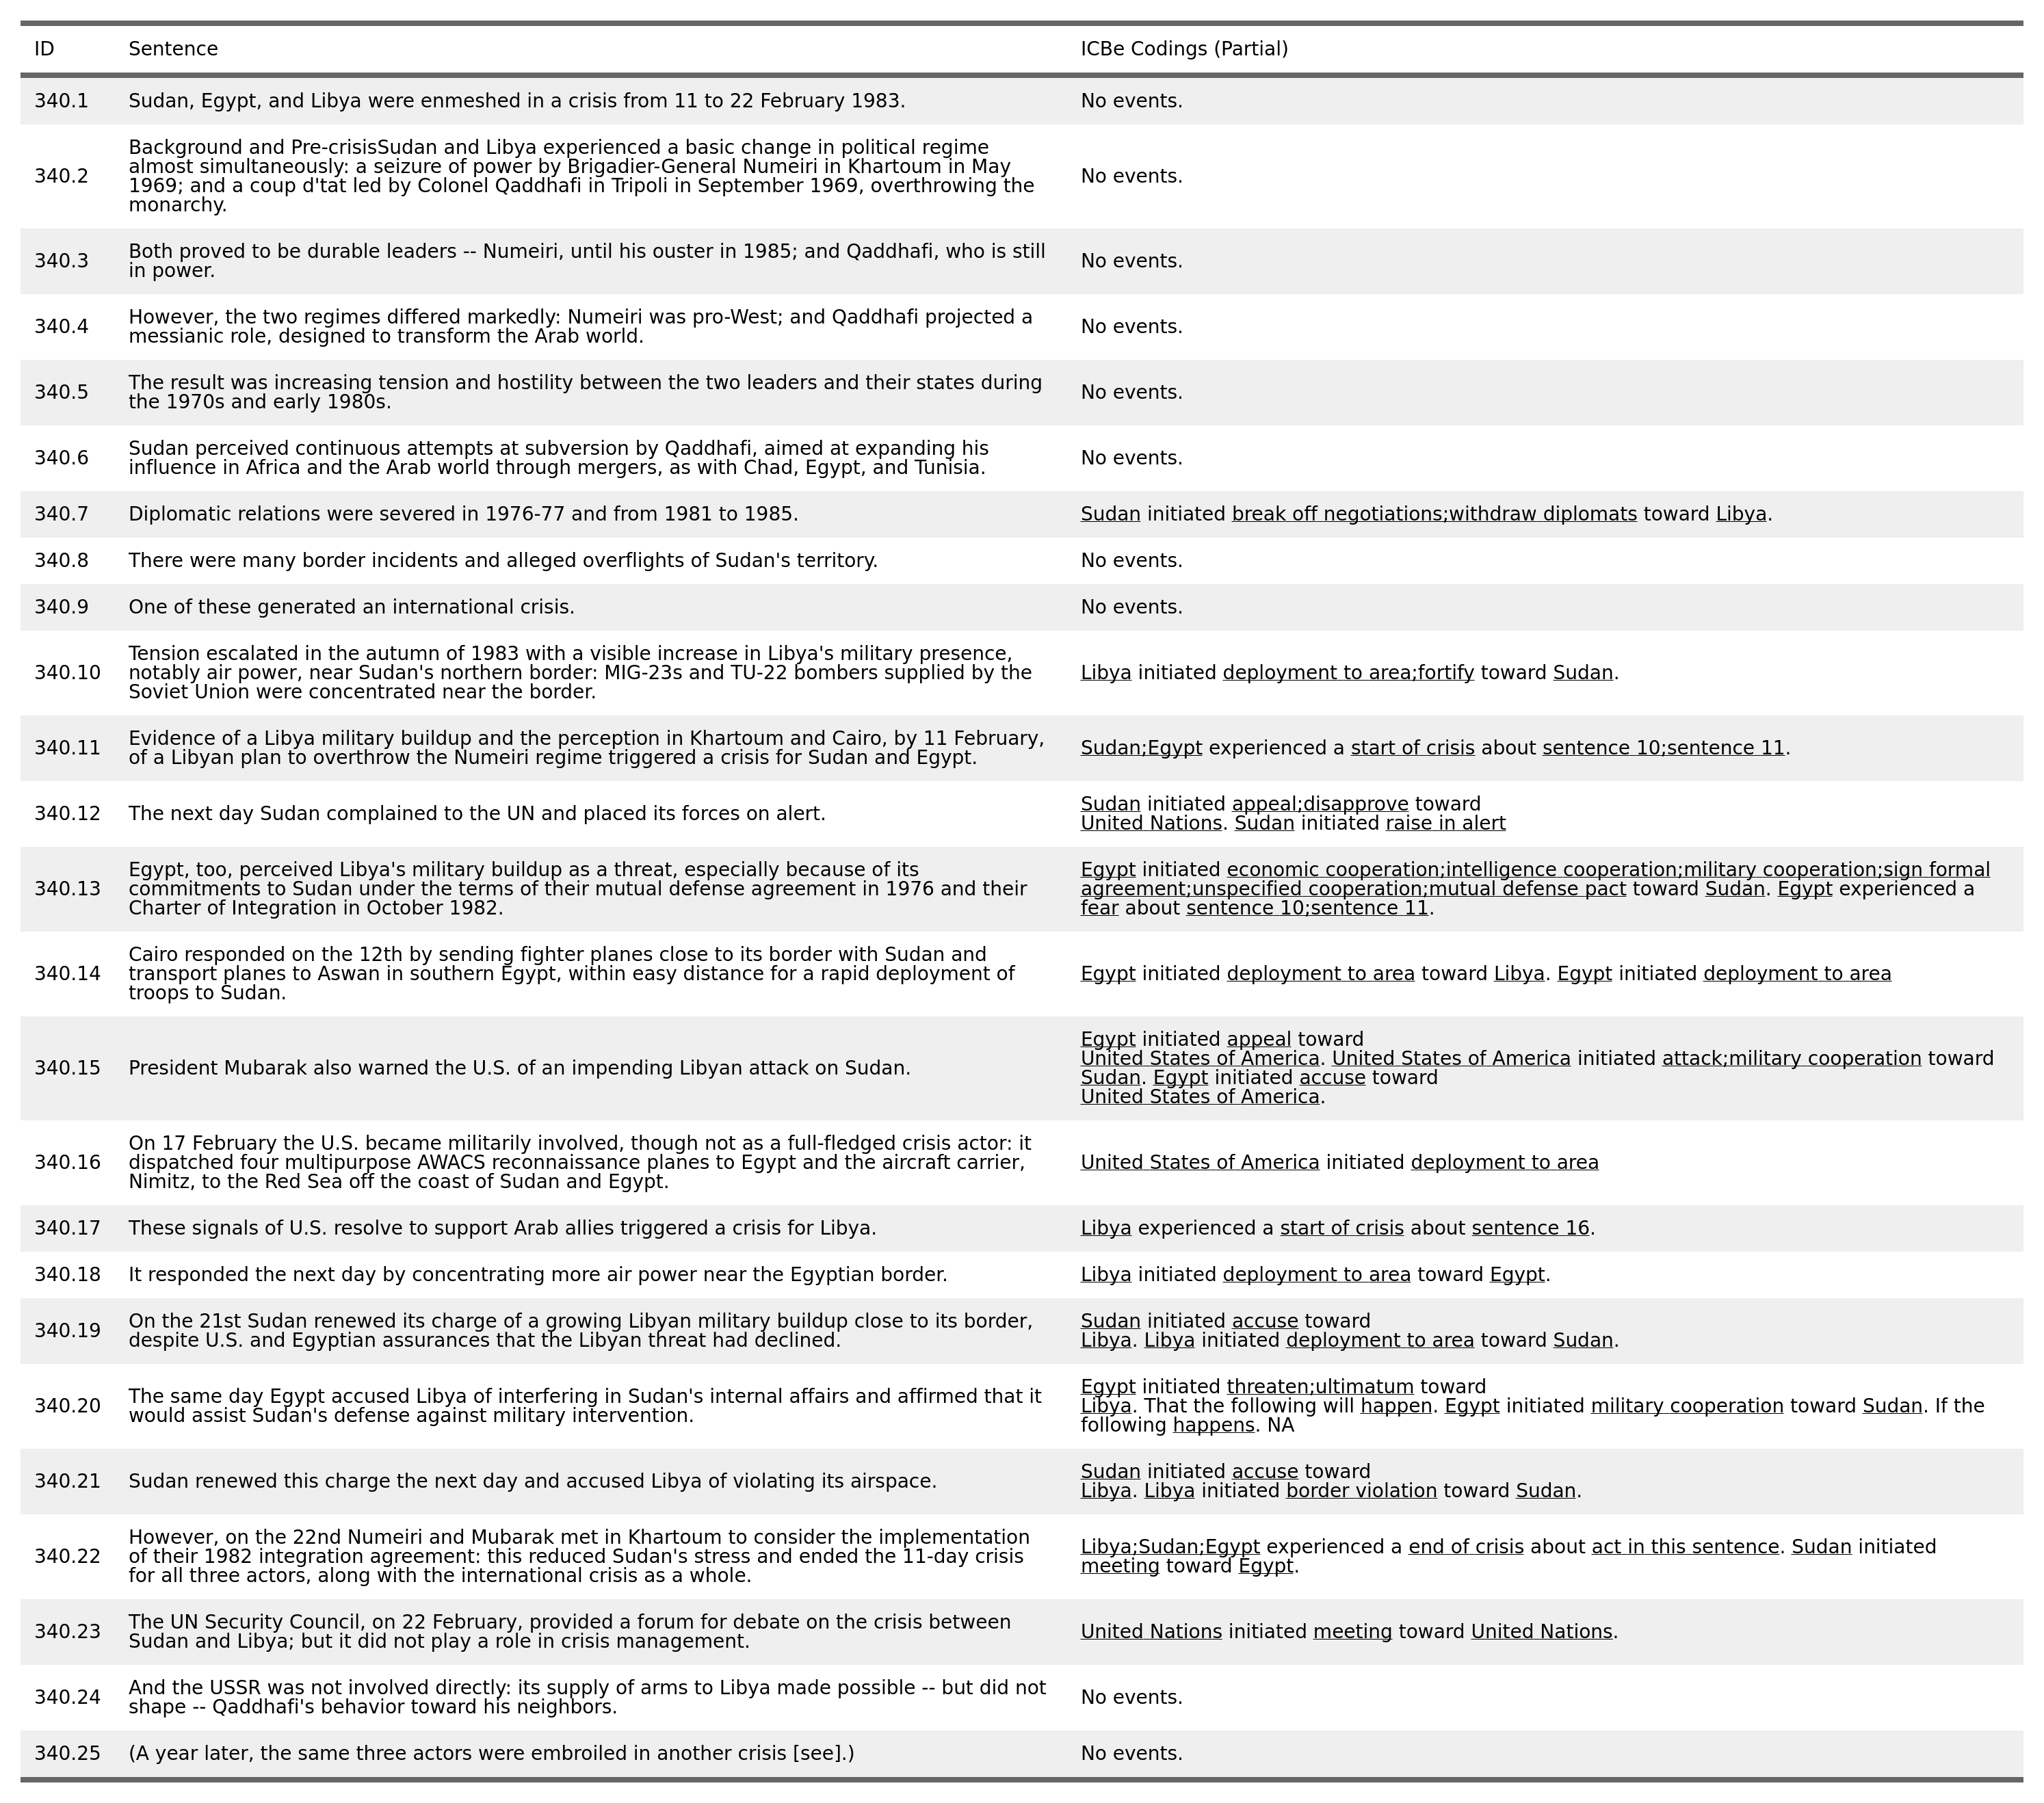 ID Sentence ICBe Codings (Partial)
340.1 Sudan, Egypt, and Libya were enmeshed in a crisis from 11 to 22 February 1983. No events.
340.2 Background and Pre-crisisSudan and Libya experienced a basic change in political regime
almost simultaneously: a seizure of power by Brigadier-General Numeiri in Khartoum in May
1969; and a coup d'tat led by Colonel Qaddhafi in Tripoli in September 1969, overthrowing the
monarchy.
No events.
340.3 Both proved to be durable leaders -- Numeiri, until his ouster in 1985; and Qaddhafi, who is still
in power.
No events.
340.4 However, the two regimes differed markedly: Numeiri was pro-West; and Qaddhafi projected a
messianic role, designed to transform the Arab world.
No events.
340.5 The result was increasing tension and hostility between the two leaders and their states during
the 1970s and early 1980s.
No events.
340.6 Sudan perceived continuous attempts at subversion by Qaddhafi, aimed at expanding his
influence in Africa and the Arab world through mergers, as with Chad, Egypt, and Tunisia.
No events.
340.7 Diplomatic relations were severed in 1976-77 and from 1981 to 1985. Sudan initiated break off negotiations;withdraw diplomats toward Libya.
340.8 There were many border incidents and alleged overflights of Sudan's territory. No events.
340.9 One of these generated an international crisis. No events.
340.10 Tension escalated in the autumn of 1983 with a visible increase in Libya's military presence,
notably air power, near Sudan's northern border: MIG-23s and TU-22 bombers supplied by the
Soviet Union were concentrated near the border.
Libya initiated deployment to area;fortify toward Sudan.
340.11 Evidence of a Libya military buildup and the perception in Khartoum and Cairo, by 11 February,
of a Libyan plan to overthrow the Numeiri regime triggered a crisis for Sudan and Egypt.
Sudan;Egypt experienced a start of crisis about sentence 10;sentence 11.
340.12 The next day Sudan complained to the UN and placed its forces on alert.
Sudan initiated appeal;disapprove toward
United Nations. Sudan initiated raise in alert
340.13 Egypt, too, perceived Libya's military buildup as a threat, especially because of its
commitments to Sudan under the terms of their mutual defense agreement in 1976 and their
Charter of Integration in October 1982.
Egypt initiated economic cooperation;intelligence cooperation;military cooperation;sign formal
agreement;unspecified cooperation;mutual defense pact toward Sudan. Egypt experienced a
fear about sentence 10;sentence 11.
340.14 Cairo responded on the 12th by sending fighter planes close to its border with Sudan and
transport planes to Aswan in southern Egypt, within easy distance for a rapid deployment of
troops to Sudan.
Egypt initiated deployment to area toward Libya. Egypt initiated deployment to area
340.15 President Mubarak also warned the U.S. of an impending Libyan attack on Sudan.
Egypt initiated appeal toward
United States of America. United States of America initiated attack;military cooperation toward
Sudan. Egypt initiated accuse toward
United States of America.
340.16 On 17 February the U.S. became militarily involved, though not as a full-fledged crisis actor: it
dispatched four multipurpose AWACS reconnaissance planes to Egypt and the aircraft carrier,
Nimitz, to the Red Sea off the coast of Sudan and Egypt.
United States of America initiated deployment to area
340.17 These signals of U.S. resolve to support Arab allies triggered a crisis for Libya. Libya experienced a start of crisis about sentence 16.
340.18 It responded the next day by concentrating more air power near the Egyptian border. Libya initiated deployment to area toward Egypt.
340.19 On the 21st Sudan renewed its charge of a growing Libyan military buildup close to its border,
despite U.S. and Egyptian assurances that the Libyan threat had declined.
Sudan initiated accuse toward
Libya. Libya initiated deployment to area toward Sudan.
340.20 The same day Egypt accused Libya of interfering in Sudan's internal affairs and affirmed that it
would assist Sudan's defense against military intervention.
Egypt initiated threaten;ultimatum toward
Libya. That the following will happen. Egypt initiated military cooperation toward Sudan. If the
following happens. NA
340.21 Sudan renewed this charge the next day and accused Libya of violating its airspace.
Sudan initiated accuse toward
Libya. Libya initiated border violation toward Sudan.
340.22 However, on the 22nd Numeiri and Mubarak met in Khartoum to consider the implementation
of their 1982 integration agreement: this reduced Sudan's stress and ended the 11-day crisis
for all three actors, along with the international crisis as a whole.
Libya;Sudan;Egypt experienced a end of crisis about act in this sentence. Sudan initiated
meeting toward Egypt.
340.23 The UN Security Council, on 22 February, provided a forum for debate on the crisis between
Sudan and Libya; but it did not play a role in crisis management.
United Nations initiated meeting toward United Nations.
340.24 And the USSR was not involved directly: its supply of arms to Libya made possible -- but did not
shape -- Qaddhafi's behavior toward his neighbors.
No events.
340.25 (A year later, the same three actors were embroiled in another crisis [see].) No events.